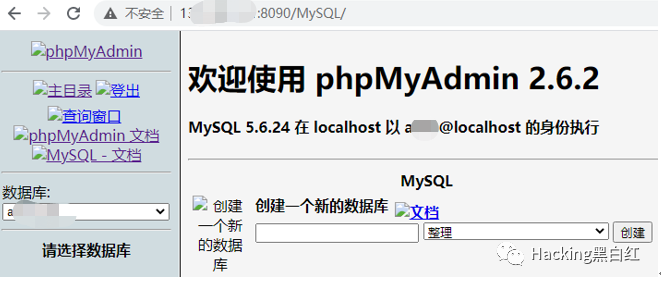 不安全 :8090/MySQL/
phpMyAdmin
主目录 登出
查询窗口
phpMyAdmin 文档
MySQL - 文档
数据库:
请选择数据库
欢迎使用 phpMyAdmin 2.6.2
MySQL 5.6.24 在 localhost 以 a @localhost 的身份执行
MySQL
创建一个新的数据库
创建一个新的数据库 文档
整理 创建
Hacking黑白红